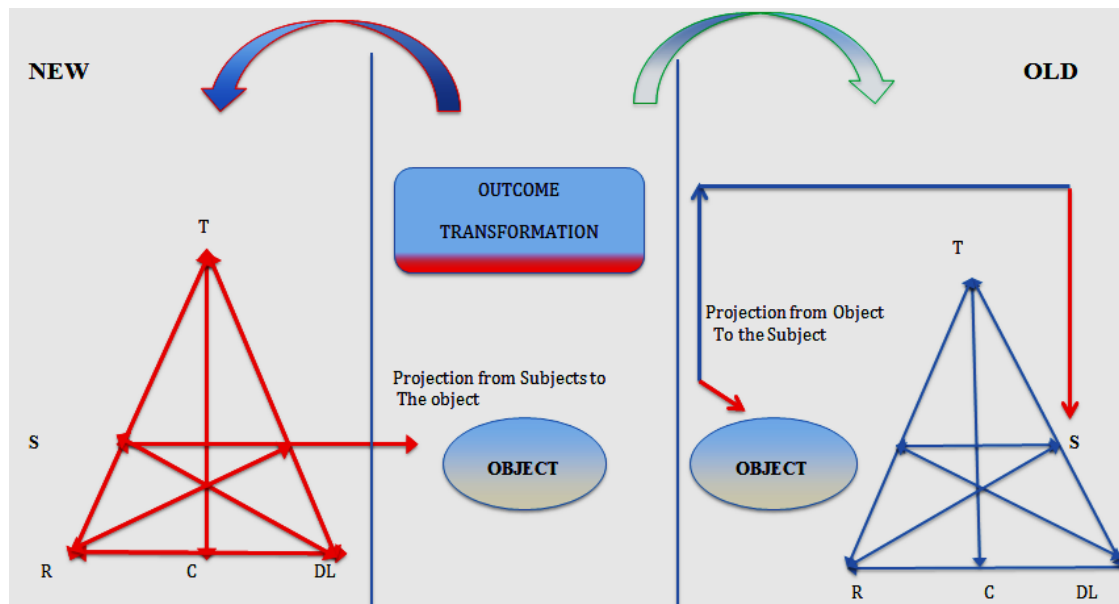 NEW
OLD
OUTCOME
TRANSFORMATION
T
T
Projection from Object
To the Subject
Projection from Subjects to
The object
S
S
OBJECT
OBJECT
R
C
DL
R
C
DL